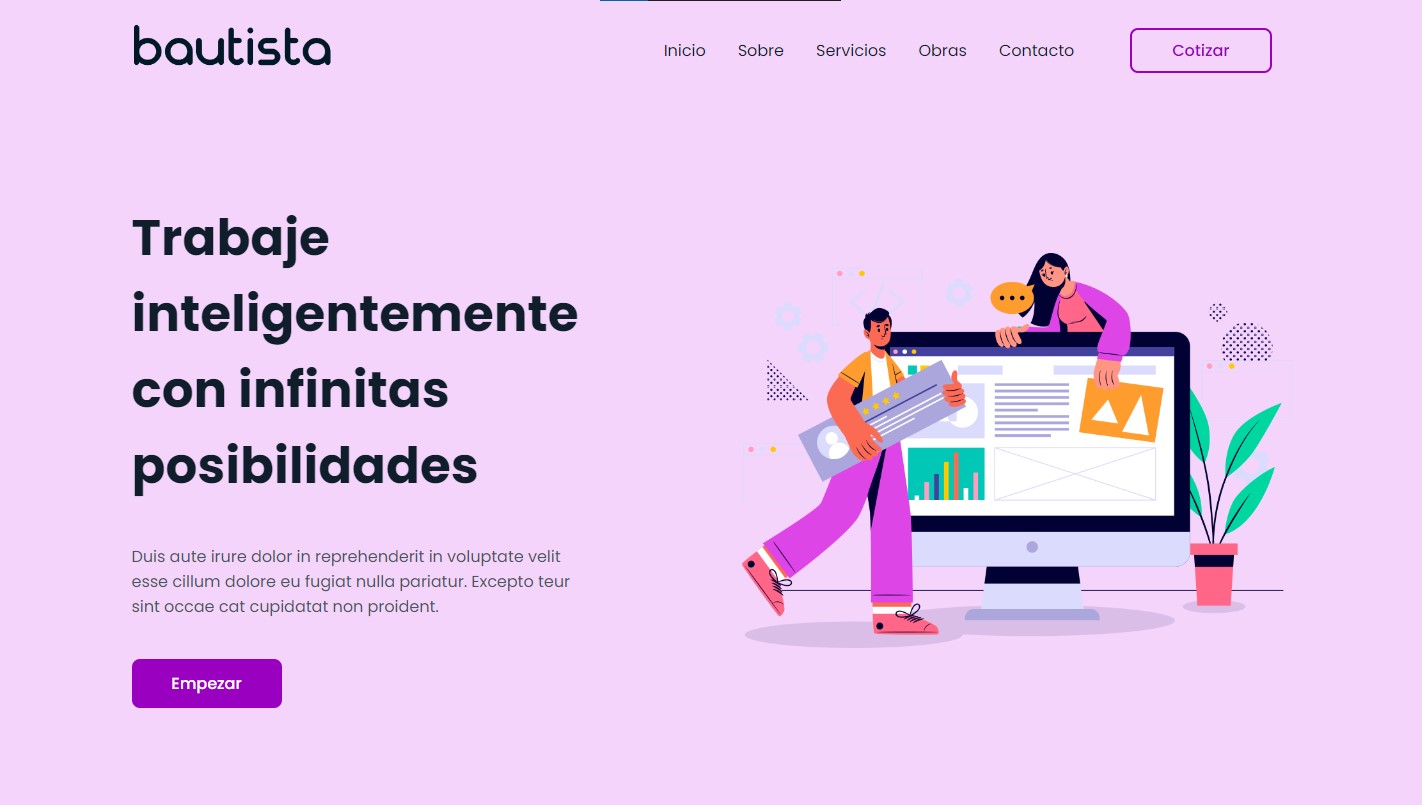 bautista
Inicio Sobre Servicios Obras Contacto Cotizar
Trabaje
inteligentemente
con infinitas
posibilidades
Duis aute irure dolor in reprehenderit in voluptate velit
esse cillum dolore eu fugiat nulla pariatur. Excepto teur
sint occae cat cupidatat non proident.
Empezar